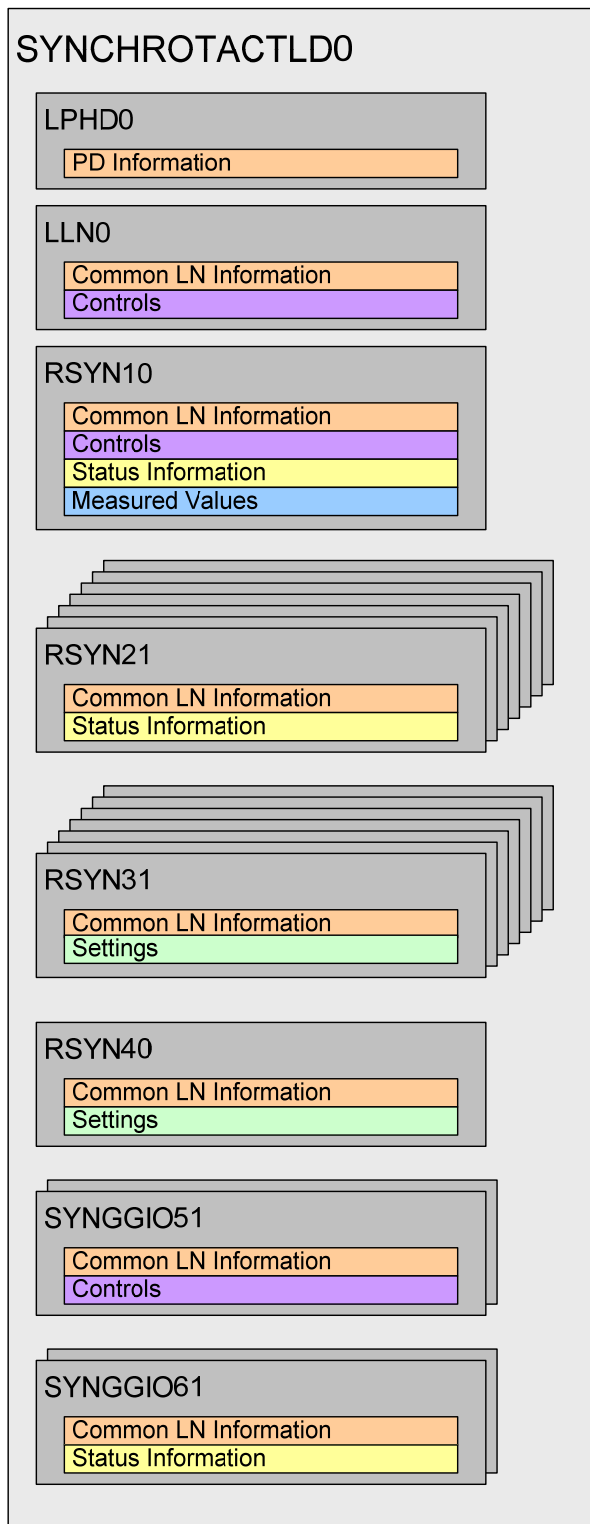 SYNCHROTACTLD0
LPHD0
PD Information
LLN0
Common LN Information
Controls
RSYN10
Common LN Information
Controls
Status Information
Measured Values
RSYN21
Common LN Information
Status Information
RSYN31
Common LN Information
Settings
RSYN40
Common LN Information
Settings
SYNGGIO51
Common LN Information
Controls
SYNGGIO61
Common LN Information
Status Information